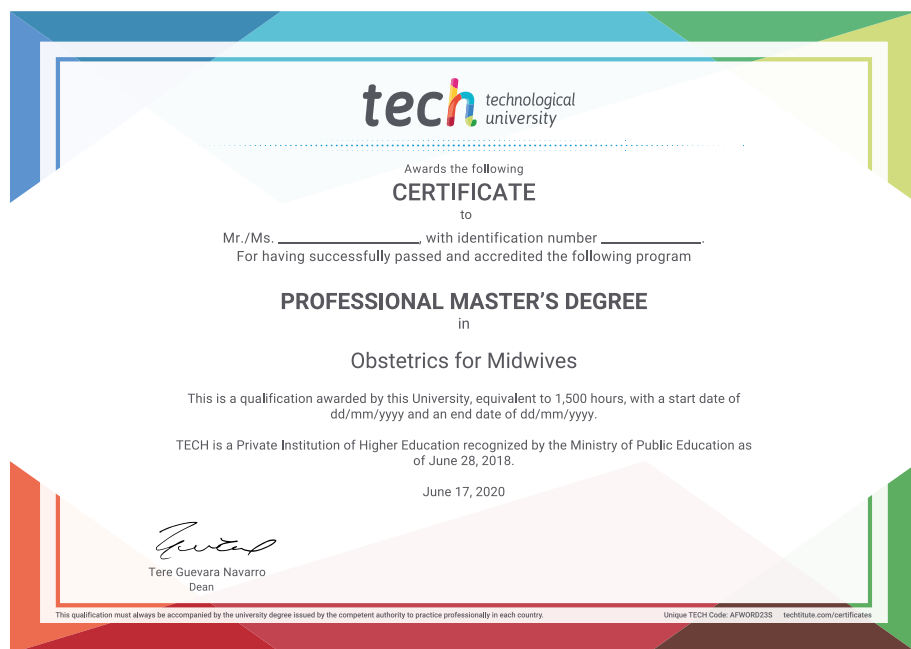 tech technological
university
Awards the following
CERTIFICATE
to
Mr./Ms. ____________________, with identification number ______________.
For having successfully passed and accredited the following program
PROFESSIONAL MASTER’S DEGREE
in
Obstetrics for Midwives
This is a qualification awarded by this University, equivalent to 1,500 hours, with a start date of
dd/mm/yyyy and an end date of dd/mm/yyyy.
TECH is a Private Institution of Higher Education recognized by the Ministry of Public Education as
of June 28, 2018.
June 17, 2020
Tere Guevara Navarro
Dean
This qualification must always be accompanied by the university degree issued by the competent authority to practice professionally in each country.
Unique TECH Code: AFWORD23S techtitute.com/certificates